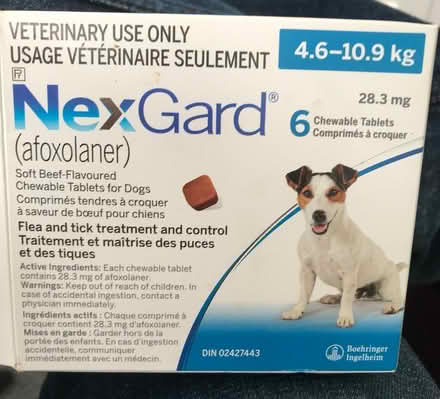 VETERINARY USE ONLY
USAGE VÉTÉRINAIRE SEULEMENT
4.6–10.9 kg
NexGard®
(afoxolaner)
28.3 mg
6 Chewable Tablets
Comprimés à croquer
Soft Beef-Flavoured
Chewable Tablets for Dogs
Comprimés tendres à croquer
à saveur de bœuf pour chiens
Flea and tick treatment and control
Traitement et maîtrise des puces
et des tiques
Active Ingredients: Each chewable tablet
contains 28.3 mg of afoxolaner.
Warnings: Keep out of reach of children. In
case of accidental ingestion, contact a
physician immediately.
Ingrédients actifs : Chaque comprimé à
croquer contient 28,3 mg d'afoxolaner.
Mises en garde : Garder hors de la
portée des enfants. En cas d'ingestion
accidentelle, communiquer
immédiatement avec un médecin.
DIN 02427443
Boehringer
Ingelheim